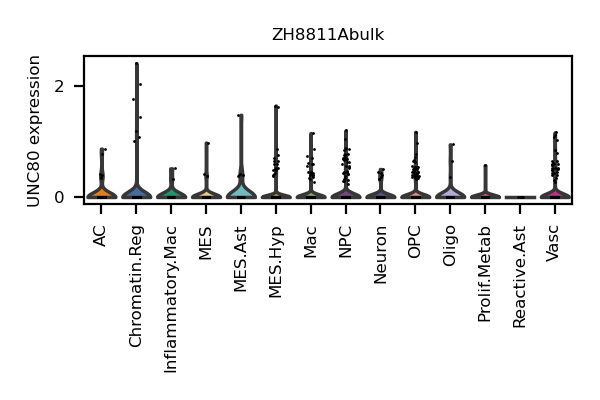 ZH8811Abulk
UNC80 expression
2
0
AC
Chromatin.Reg
Inflammatory.Mac
MES
MES.Ast
MES.Hyp
Mac
NPC
Neuron
OPC
Oligo
Prolif.Metab
Reactive.Ast
Vasc